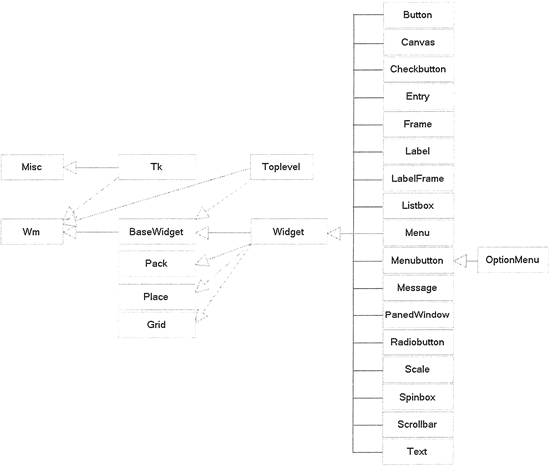 Button
Canvas
Checkbutton
Entry
Frame
Label
Misc
Tk
Toplevel
LabelFrame
Listbox
Wm
BaseWidget
Widget
Menu
Pack
Menubutton
OptionMenu
Place
Message
Grid
PanedWindow
Radiobutton
Scale
Spinbox
Scrollbar
Text